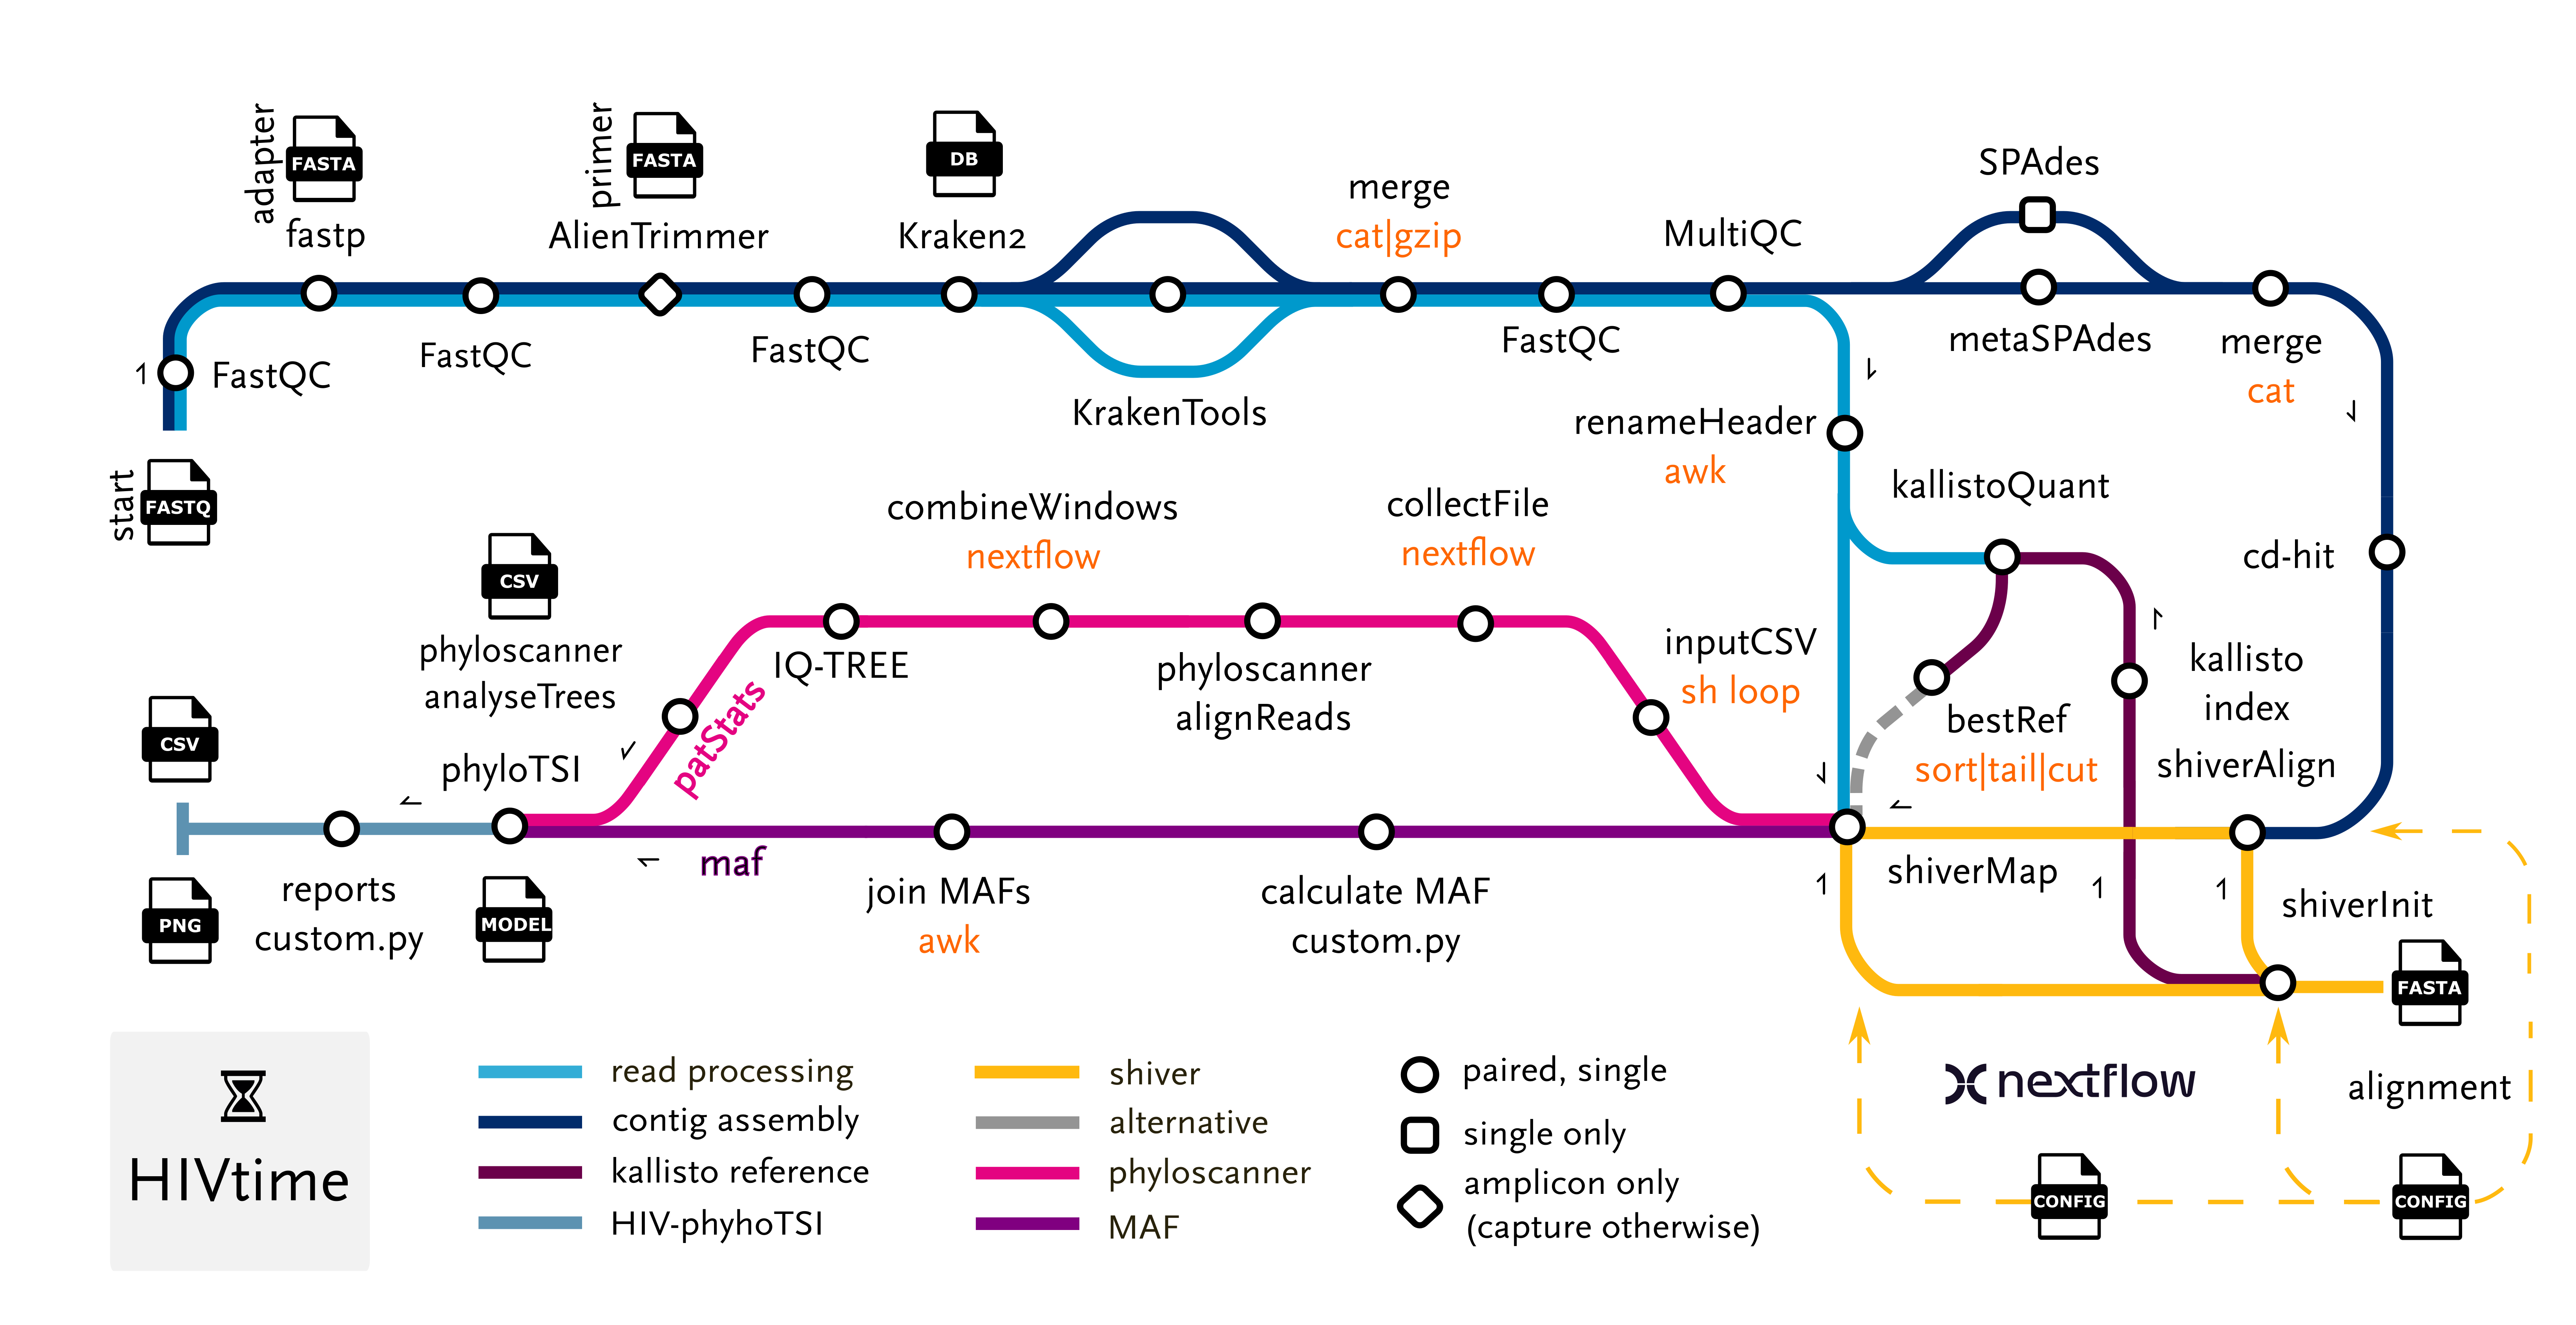 adapter
FASTA
fastp
primer
FASTA
AlienTrimmer
DB
Kraken2
merge
cat|gzip
MultiQC
SPAdes
1
FastQC
FastQC
FastQC
KrakenTools
FastQC
metaSPAdes
merge
cat
start
FASTQ
renameHeader
awk
kallistoQuant
cd-hit
combineWindows
nextflow
collectFile
nextflow
CSV
phyloscanner
analyseTrees
IQ-TREE
phyloscanner
alignReads
inputCSV
sh loop
kallisto
index
bestRef
sort|tail|cut
shiverAlign
CSV
phyloTSI
patStats
maf
PNG
reports
custom.py
MODEL
join MAFs
awk
calculate MAF
custom.py
shiverMap
1
1
1
shiverInit
FASTA
HIVtime
read processing
contig assembly
kallisto reference
HIV-phyhoTSI
shiver
alternative
phyloscanner
MAF
paired, single
single only
amplicon only
(capture otherwise)
nextflow
alignment
CONFIG
CONFIG